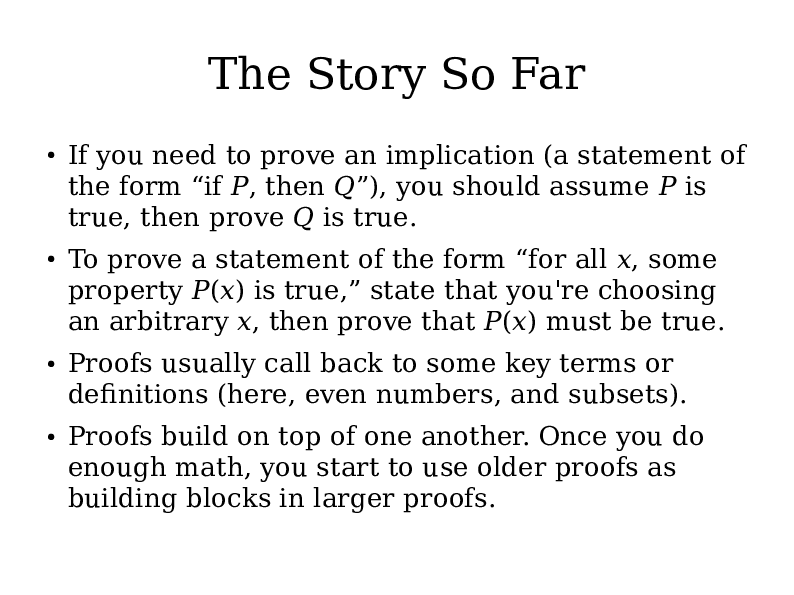 The Story So Far
• If you need to prove an implication (a statement of
the form “if P, then Q”), you should assume P is
true, then prove Q is true.
• To prove a statement of the form “for all x, some
property P(x) is true,” state that you're choosing
an arbitrary x, then prove that P(x) must be true.
• Proofs usually call back to some key terms or
definitions (here, even numbers, and subsets).
• Proofs build on top of one another. Once you do
enough math, you start to use older proofs as
building blocks in larger proofs.